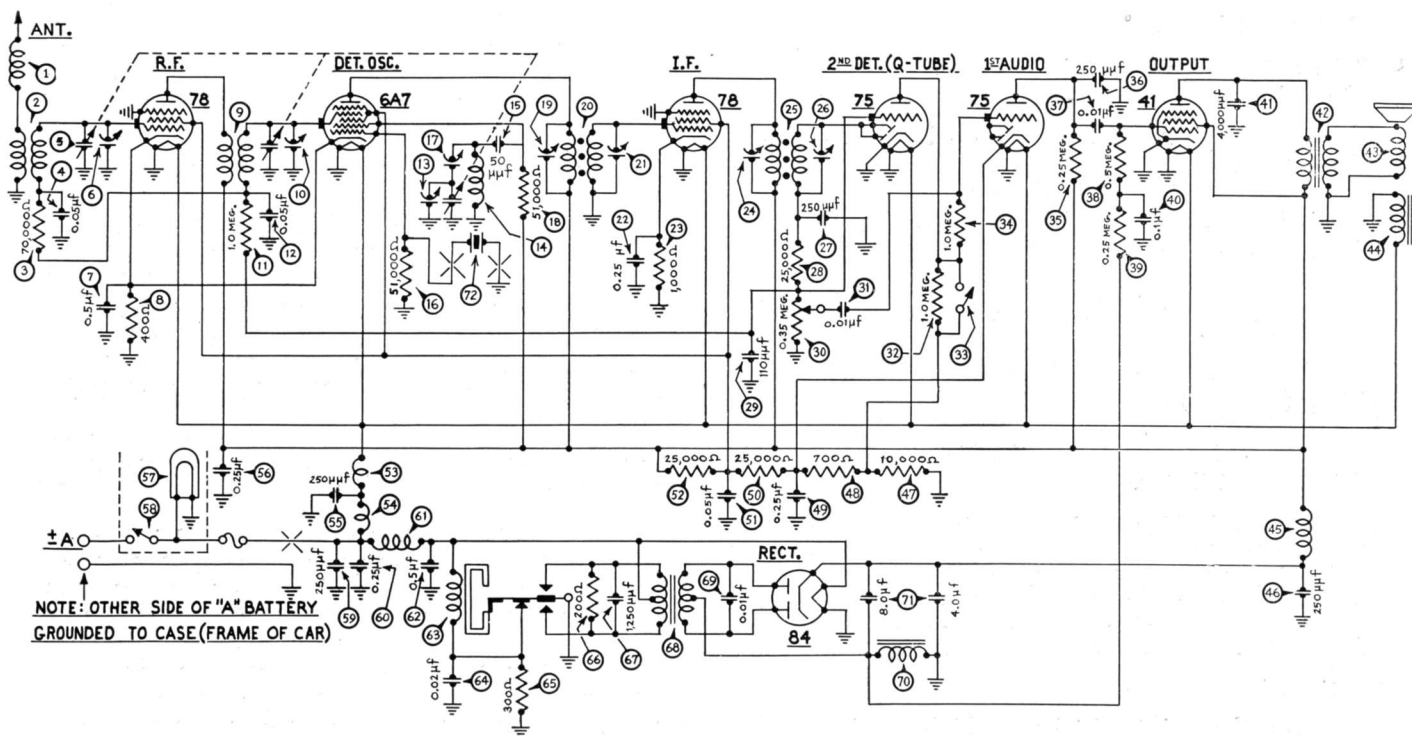 ANT.
R.F.
DET. OSC.
I.F.
2ND DET. (Q-TUBE)
1ST AUDIO
OUTPUT
78
6A7
78
75
75
41
1
2
3
70,000Ω
4
0.05µf
5
6
7
0.5µf
8
400Ω
9
10
11
1.0 MEG.
12
0.05µf
13
14
15
50 µµf
16
51,000Ω
17
18
51,000Ω
19
20
21
22
0.25 µf
23
1,000Ω
24
25
26
250µµf
27
25,000Ω
28
110µµf
29
0.35 MEG.
30
31
0.01µf
1.0 MEG.
32
33
1.0 MEG.
34
0.25 MEG.
35
250 µµf
36
37
0.01µf
0.5 MEG.
38
0.25 MEG.
39
40
0.1µf
4000µµf
41
42
43
44
45
46
250µµf
10,000Ω
47
700Ω
48
0.25µf
49
25,000Ω
50
0.05µf
51
25,000Ω
52
53
54
250µµf
55
56
0.25µf
57
58
±A
250µµf
59
0.25µf
60
61
0.5µf
62
63
0.02µf
64
300Ω
65
200Ω
66
1,250µµf
67
68
69
0.01µf
RECT.
84
70
8.0µf
71
4.0µf
72
NOTE: OTHER SIDE OF "A" BATTERY
GROUNDED TO CASE (FRAME OF CAR)